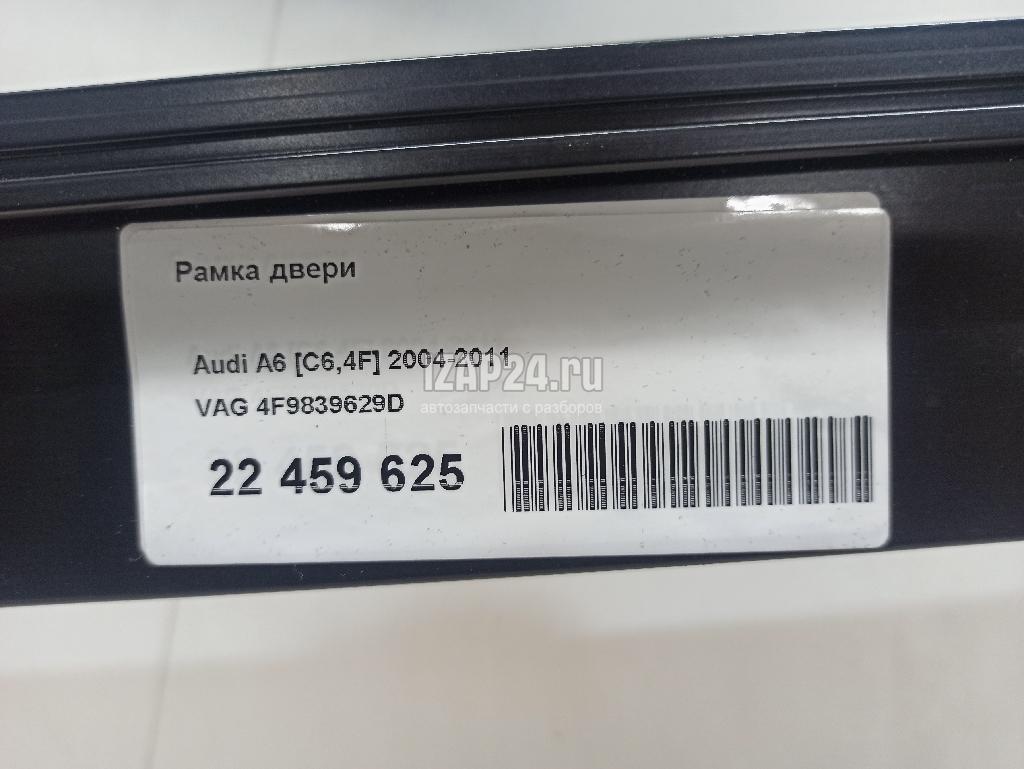 Рамка двери
Audi A6 [C6,4F] 2004-2011
VAG 4F9839629D
22 459 625
IZAP24.ru
автозапчасти с разборов